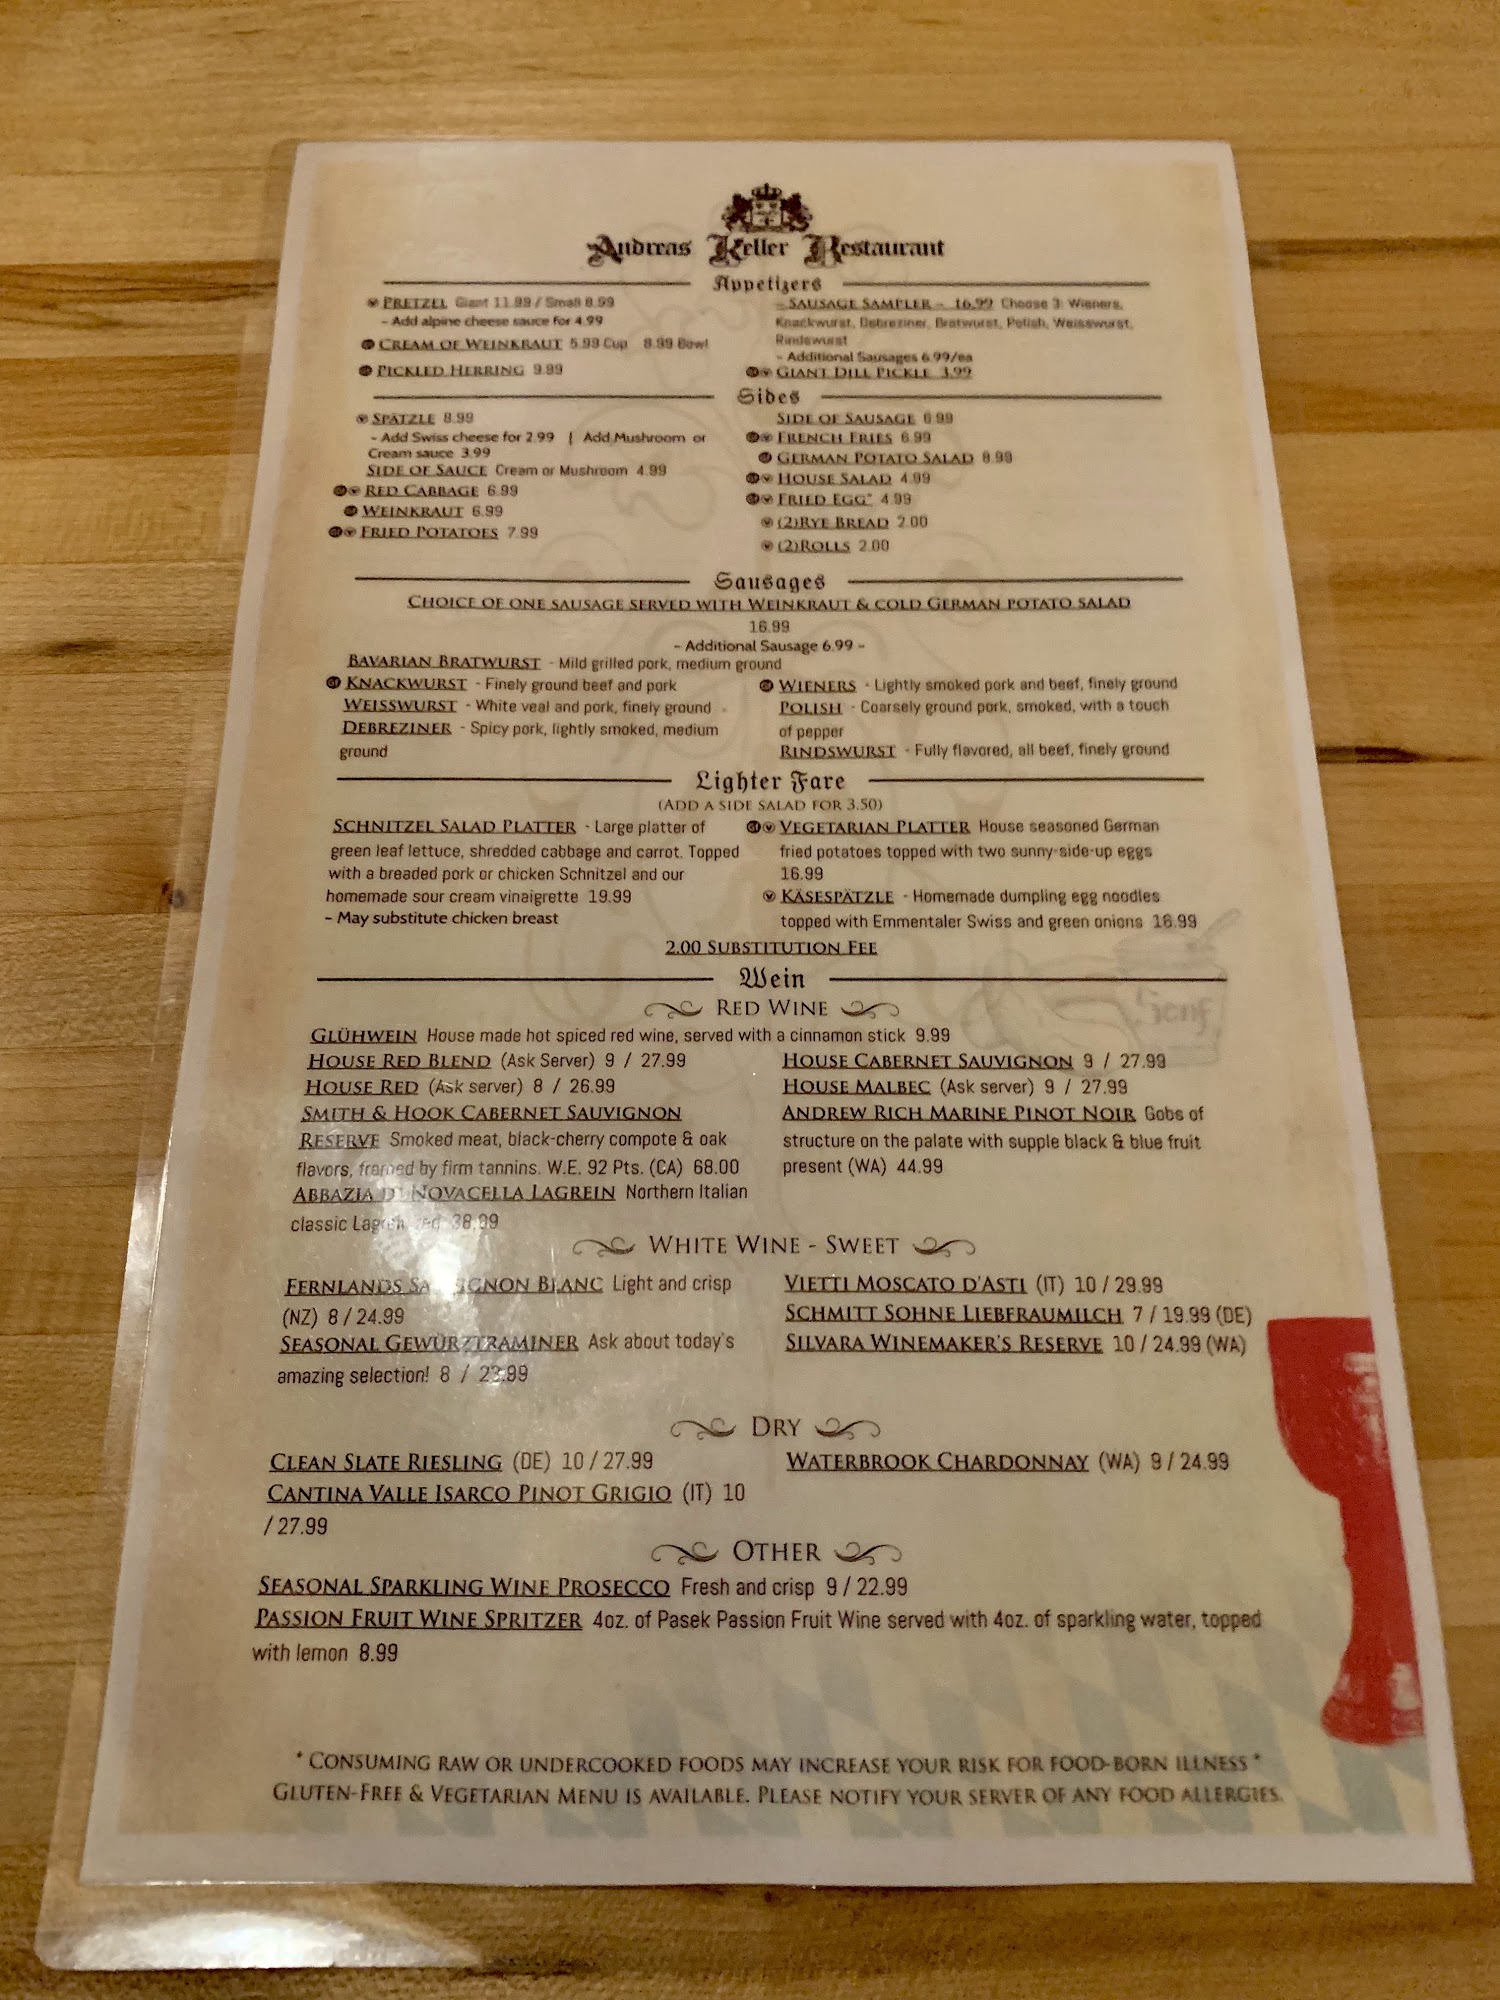 Andreas Keller Restaurant
Appetizers
PRETZEL Giant 11.99 / Small 8.99
- Add alpine cheese sauce for 4.99
CREAM OF WEINKRAUT 5.99 Cup 8.99 Bowl
PICKLED HERRING 9.99
- SAUSAGE SAMPLER - 16.99 Choose 3: Wieners,
Knackwurst, Debreziner, Bratwurst, Polish, Weisswurst,
Rindswurst
- Additional Sausages 6.99/ea
GIANT DILL PICKLE 3.99
Sides
SPÄTZLE 8.99
- Add Swiss cheese for 2.99 | Add Mushroom or
Cream sauce 3.99
SIDE OF SAUCE Cream or Mushroom 4.99
RED CABBAGE 6.99
WEINKRAUT 6.99
FRIED POTATOES 7.99
SIDE OF SAUSAGE 6.99
FRENCH FRIES 6.99
GERMAN POTATO SALAD 8.99
HOUSE SALAD 4.99
FRIED EGG* 4.99
(2)RYE BREAD 2.00
(2)ROLLS 2.00
Sausages
CHOICE OF ONE SAUSAGE SERVED WITH WEINKRAUT & COLD GERMAN POTATO SALAD
16.99
- Additional Sausage 6.99 -
BAVARIAN BRATWURST - Mild grilled pork, medium ground
KNACKWURST - Finely ground beef and pork
WEISSWURST - White veal and pork, finely ground
DEBREZINER - Spicy pork, lightly smoked, medium
ground
WIENERS - Lightly smoked pork and beef, finely ground
POLISH - Coarsely ground pork, smoked, with a touch
of pepper
RINDSWURST - Fully flavored, all beef, finely ground
Lighter Fare
(ADD A SIDE SALAD FOR 3.50)
SCHNITZEL SALAD PLATTER - Large platter of
green leaf lettuce, shredded cabbage and carrot. Topped
with a breaded pork or chicken Schnitzel and our
homemade sour cream vinaigrette 19.99
- May substitute chicken breast
VEGETARIAN PLATTER House seasoned German
fried potatoes topped with two sunny-side-up eggs
16.99
KÄSESPÄTZLE - Homemade dumpling egg noodles
topped with Emmentaler Swiss and green onions 16.99
2.00 SUBSTITUTION FEE
Senf
Wein
RED WINE
GLÜHWEIN House made hot spiced red wine, served with a cinnamon stick 9.99
HOUSE RED BLEND (Ask Server) 9 / 27.99
HOUSE RED (Ask server) 8 / 26.99
SMITH & HOOK CABERNET SAUVIGNON
RESERVE Smoked meat, black-cherry compote & oak
flavors, framed by firm tannins. W.E. 92 Pts. (CA) 68.00
ABBAZIA DI NOVACELLA LAGREIN Northern Italian
classic Lagrein red 38.99
HOUSE CABERNET SAUVIGNON 9 / 27.99
HOUSE MALBEC (Ask server) 9 / 27.99
ANDREW RICH MARINE PINOT NOIR Gobs of
structure on the palate with supple black & blue fruit
present (WA) 44.99
WHITE WINE - SWEET
FERNLANDS SAUVIGNON BLANC Light and crisp
(NZ) 8 / 24.99
SEASONAL GEWÜRZTRAMINER Ask about today's
amazing selection! 8 / 23.99
VIETTI MOSCATO D'ASTI (IT) 10 / 29.99
SCHMITT SOHNE LIEBFRAUMILCH 7 / 19.99 (DE)
SILVARA WINEMAKER'S RESERVE 10 / 24.99 (WA)
DRY
CLEAN SLATE RIESLING (DE) 10 / 27.99
CANTINA VALLE ISARCO PINOT GRIGIO (IT) 10
/ 27.99
WATERBROOK CHARDONNAY (WA) 9 / 24.99
OTHER
SEASONAL SPARKLING WINE PROSECCO Fresh and crisp 9 / 22.99
PASSION FRUIT WINE SPRITZER 4oz. of Pasek Passion Fruit Wine served with 4oz. of sparkling water, topped
with lemon 8.99
* CONSUMING RAW OR UNDERCOOKED FOODS MAY INCREASE YOUR RISK FOR FOOD-BORN ILLNESS *
GLUTEN-FREE & VEGETARIAN MENU IS AVAILABLE. PLEASE NOTIFY YOUR SERVER OF ANY FOOD ALLERGIES.